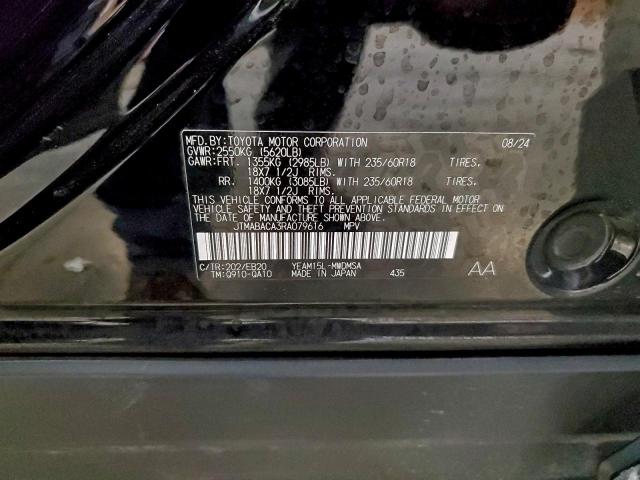 MFD.BY:TOYOTA MOTOR CORPORATION 08/24
GVWR:2550KG (5620LB)
GAWR:FRT. 1355KG (2985LB) WITH 235/60R18 TIRES.
18X7 1/2J RIMS.
RR. 1400KG (3085LB) WITH 235/60R18 TIRES.
18X7 1/2J RIMS.
THIS VEHICLE CONFORMS TO ALL APPLICABLE FEDERAL MOTOR
VEHICLE SAFETY AND THEFT PREVENTION STANDARDS IN EFFECT
ON THE DATE OF MANUFACTURE SHOWN ABOVE.
JTMABACA3RA079616 MPV
C/TR:202/EB20 YEAM15L-MWDMSA
TM:Q910-QA10 MADE IN JAPAN 435 AA